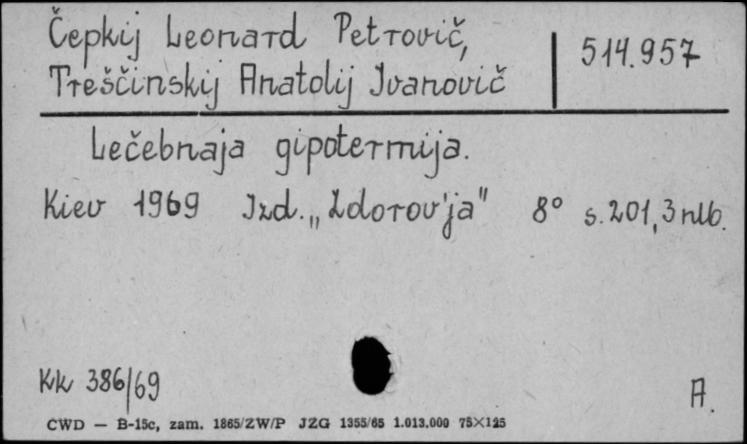 Čepkij Leonard Petrovič,
Treščinskij Anatolij Ivanovič
514.957
Lečebnaja gipotermija.
Kiev 1969 Izd. „Zdorov'ja" 8° s. 201, 3 nlb.
Kk 386/69
A.
CWD — B-15c, zam. 1865/ZW/P JZG 1355/65 1.013.000 75×125